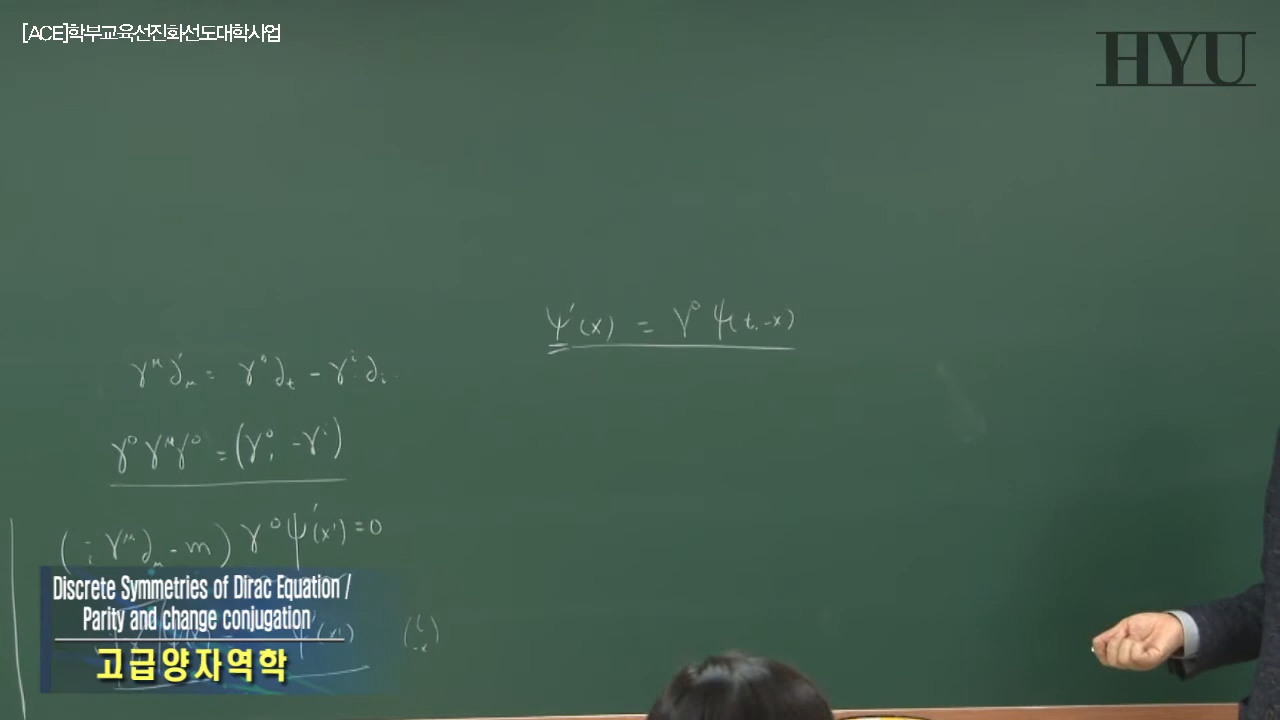 [ACE]학부교육선진화선도대학사업
HYU
ψ'(x) = γ⁰ ψ(t, -x)
γ^μ ∂'_μ = γ⁰∂_t - γ^i ∂_i
γ⁰ γ^μ γ⁰ = (γ⁰, -γ^i)
(i γ^μ ∂_μ - m) γ⁰ ψ'(x') = 0
Discrete Symmetries of Dirac Equation /
Parity and change conjugation
ψ'(x')
고급양자역학